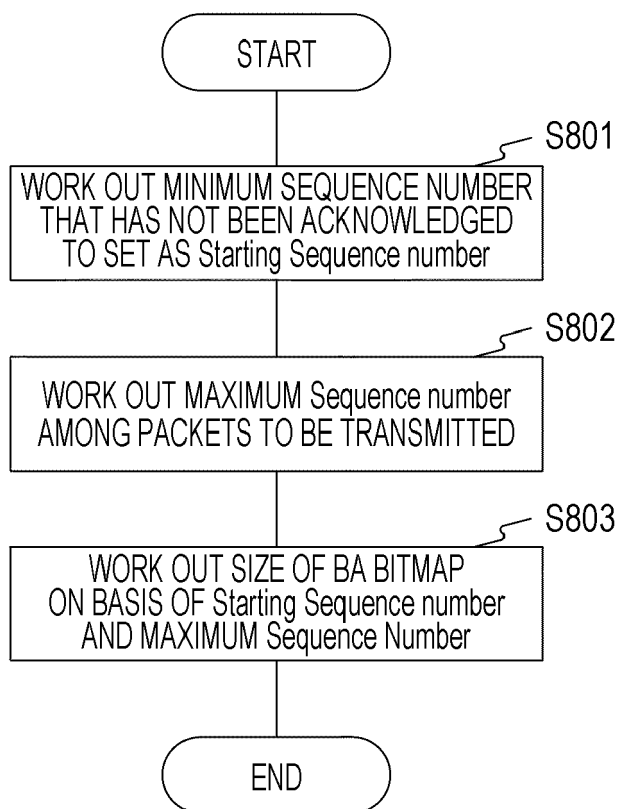 START
S801
WORK OUT MINIMUM SEQUENCE NUMBER
THAT HAS NOT BEEN ACKNOWLEDGED
TO SET AS Starting Sequence number
S802
WORK OUT MAXIMUM Sequence number
AMONG PACKETS TO BE TRANSMITTED
S803
WORK OUT SIZE OF BA BITMAP
ON BASIS OF Starting Sequence number
AND MAXIMUM Sequence Number
END